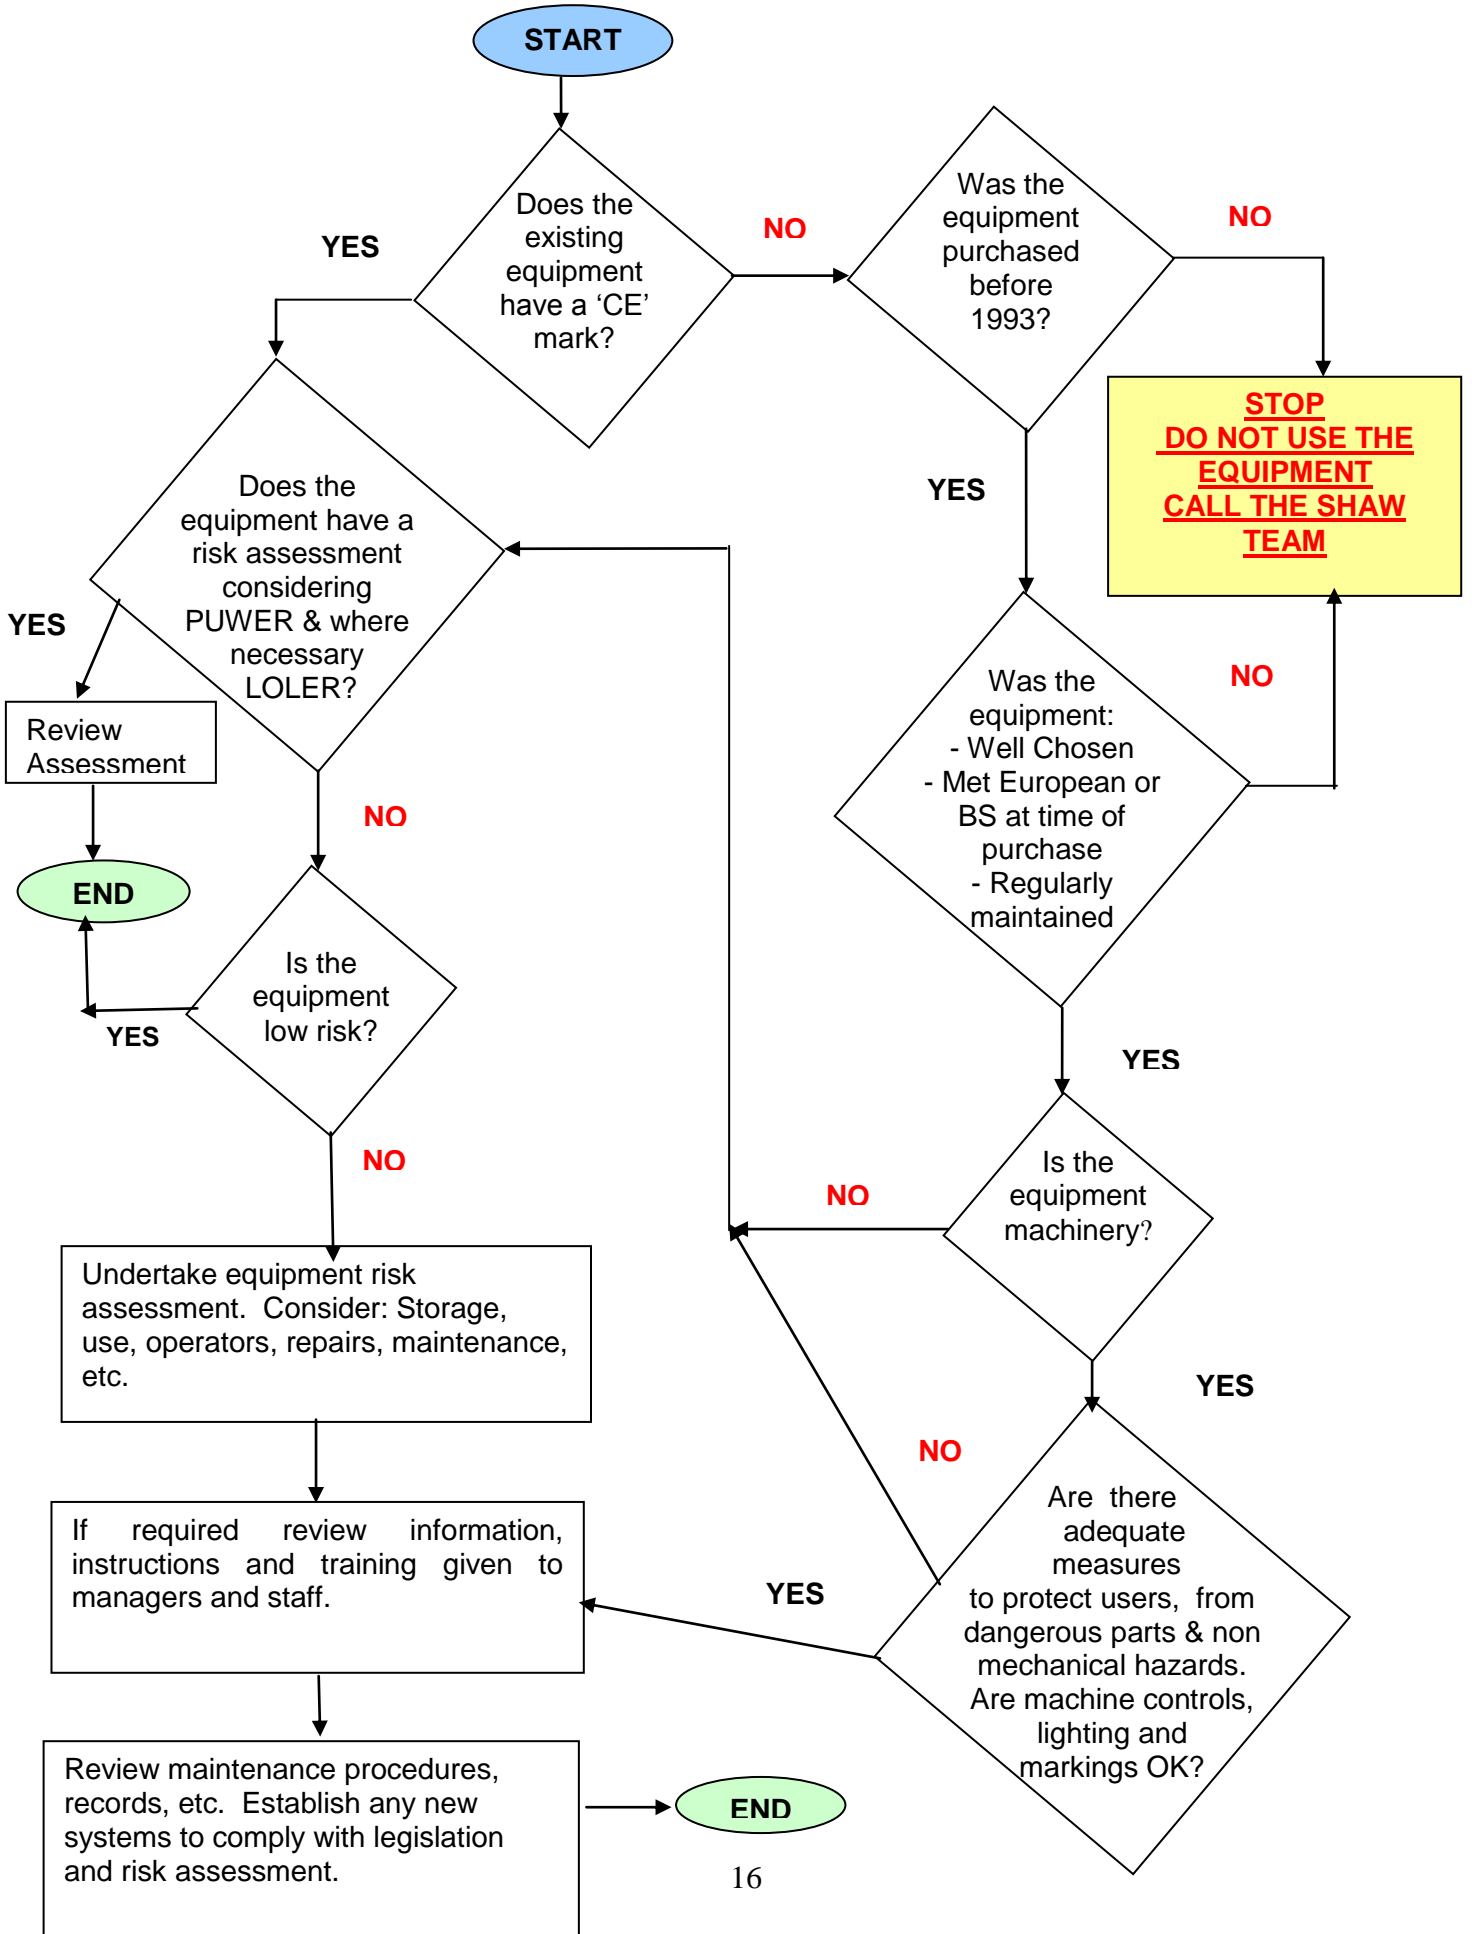 START
Does the
existing
equipment
have a ‘CE’
mark?
YES
NO
Was the
equipment
purchased
before
1993?
NO
YES
STOP
DO NOT USE THE
EQUIPMENT
CALL THE SHAW
TEAM
Does the
equipment have a
risk assessment
considering
PUWER & where
necessary
LOLER?
YES
Review
Assessment
END
NO
Is the
equipment
low risk?
YES
NO
Was the
equipment:
- Well Chosen
- Met European or
BS at time of
purchase
- Regularly
maintained
NO
YES
Is the
equipment
machinery?
NO
YES
Are there
adequate
measures
to protect users, from
dangerous parts & non
mechanical hazards.
Are machine controls,
lighting and
markings OK?
NO
YES
Undertake equipment risk
assessment. Consider: Storage,
use, operators, repairs, maintenance,
etc.
If required review information,
instructions and training given to
managers and staff.
Review maintenance procedures,
records, etc. Establish any new
systems to comply with legislation
and risk assessment.
END
16